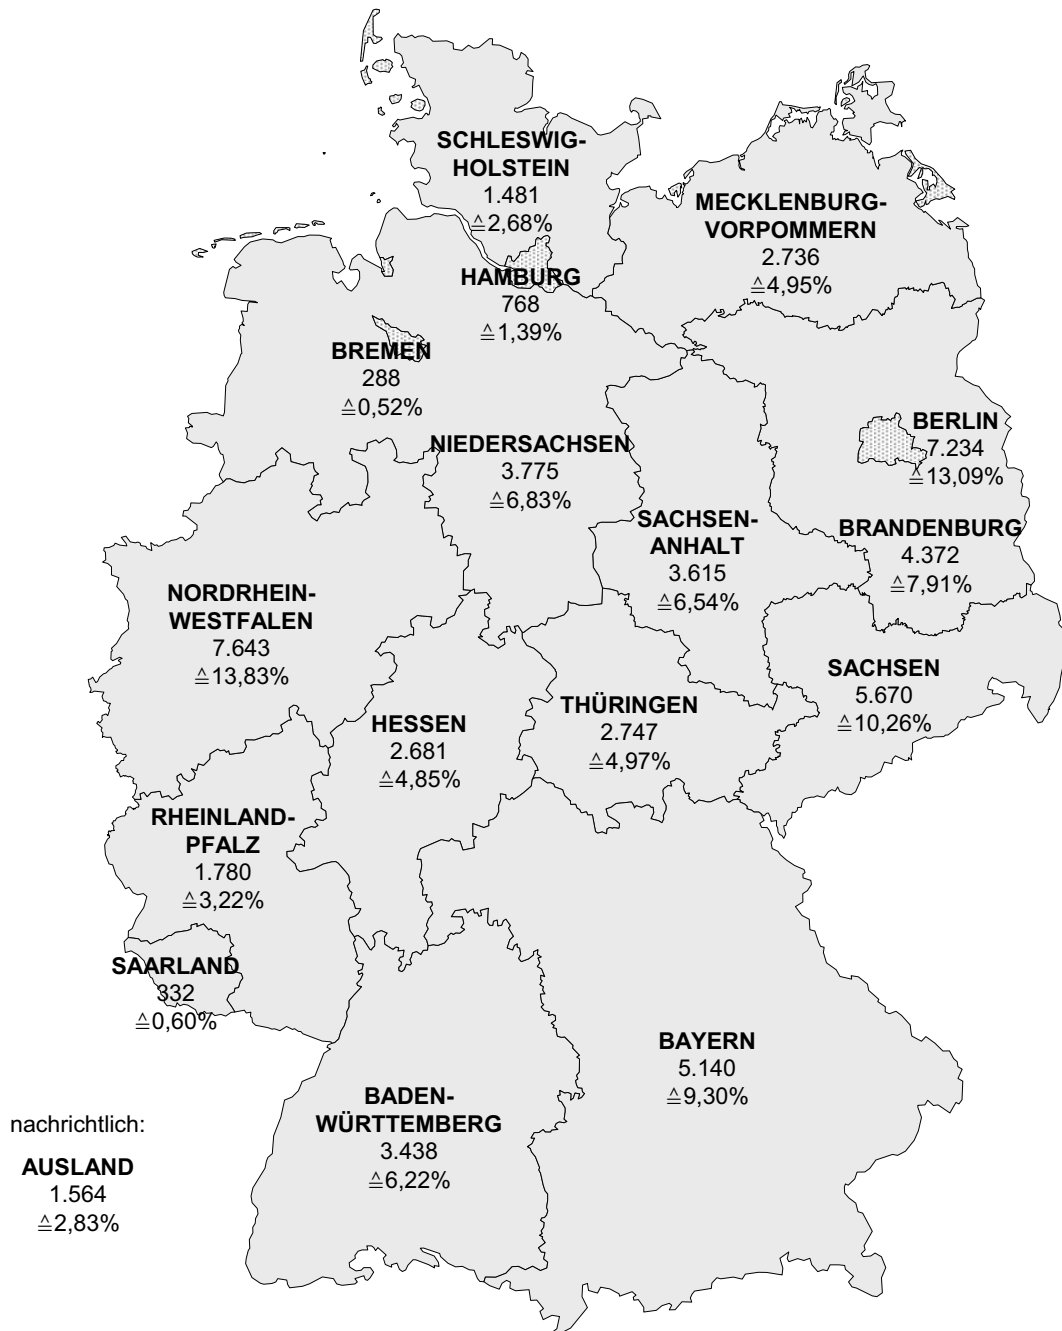 SCHLESWIG-
HOLSTEIN
1.481
≙2,68%
MECKLENBURG-
VORPOMMERN
2.736
≙4,95%
HAMBURG
768
≙1,39%
BREMEN
288
≙0,52%
NIEDERSACHSEN
3.775
≙6,83%
BERLIN
7.234
≙13,09%
SACHSEN-
ANHALT
3.615
≙6,54%
BRANDENBURG
4.372
≙7,91%
NORDRHEIN-
WESTFALEN
7.643
≙13,83%
SACHSEN
5.670
≙10,26%
HESSEN
2.681
≙4,85%
THÜRINGEN
2.747
≙4,97%
RHEINLAND-
PFALZ
1.780
≙3,22%
SAARLAND
332
≙0,60%
BAYERN
5.140
≙9,30%
BADEN-
WÜRTTEMBERG
3.438
≙6,22%
nachrichtlich:
AUSLAND
1.564
≙2,83%